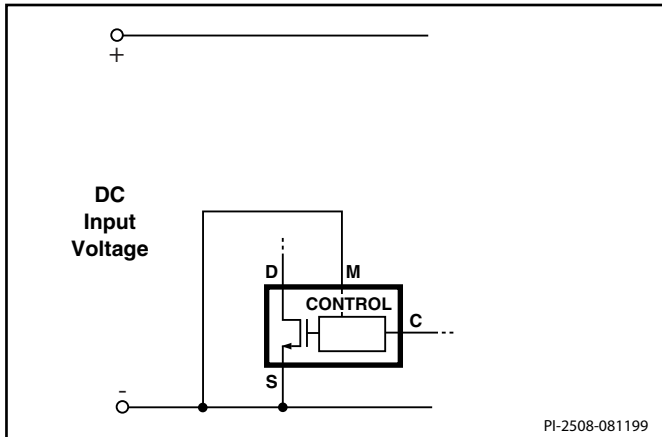 +
DC
Input
Voltage
D
M
CONTROL
C
S
-
PI-2508-081199